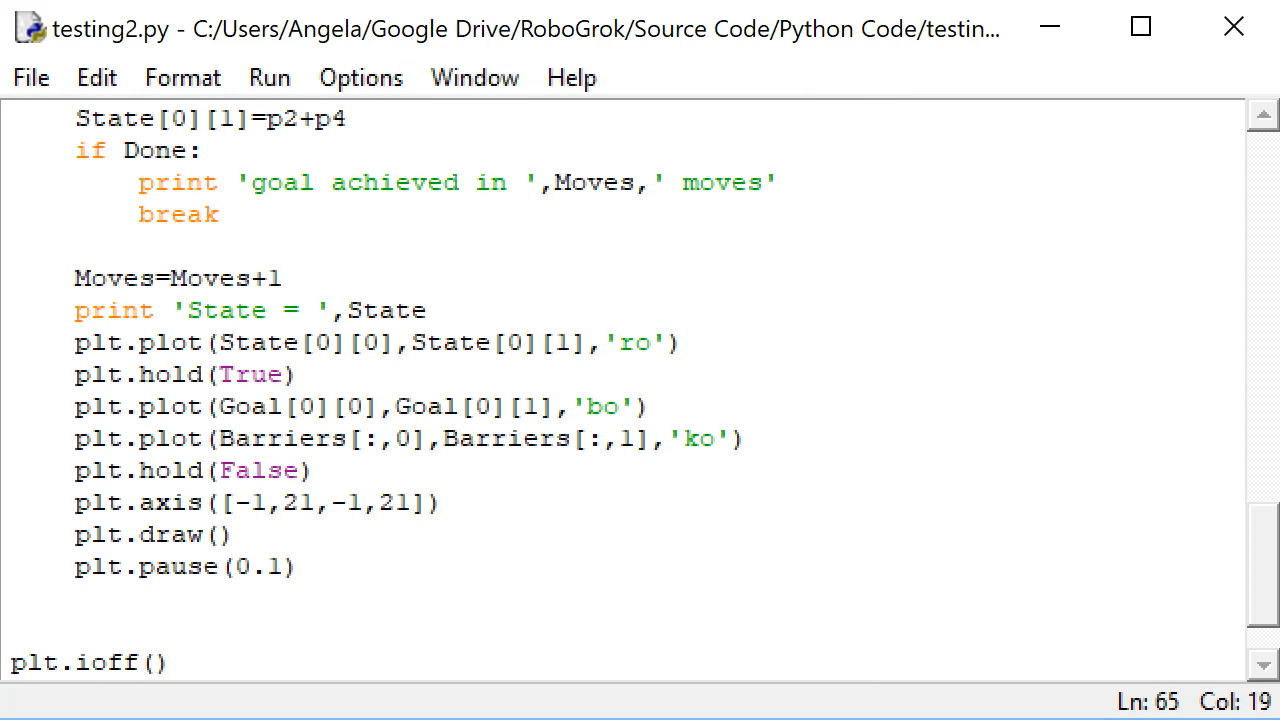 testing2.py - C:/Users/Angela/Google Drive/RoboGrok/Source Code/Python Code/testin...
File Edit Format Run Options Window Help
    State[0][1]=p2+p4
    if Done:
        print 'goal achieved in ',Moves,' moves'
        break

    Moves=Moves+1
    print 'State = ',State
    plt.plot(State[0][0],State[0][1],'ro')
    plt.hold(True)
    plt.plot(Goal[0][0],Goal[0][1],'bo')
    plt.plot(Barriers[:,0],Barriers[:,1],'ko')
    plt.hold(False)
    plt.axis([-1,21,-1,21])
    plt.draw()
    plt.pause(0.1)


plt.ioff()
Ln: 65 Col: 19